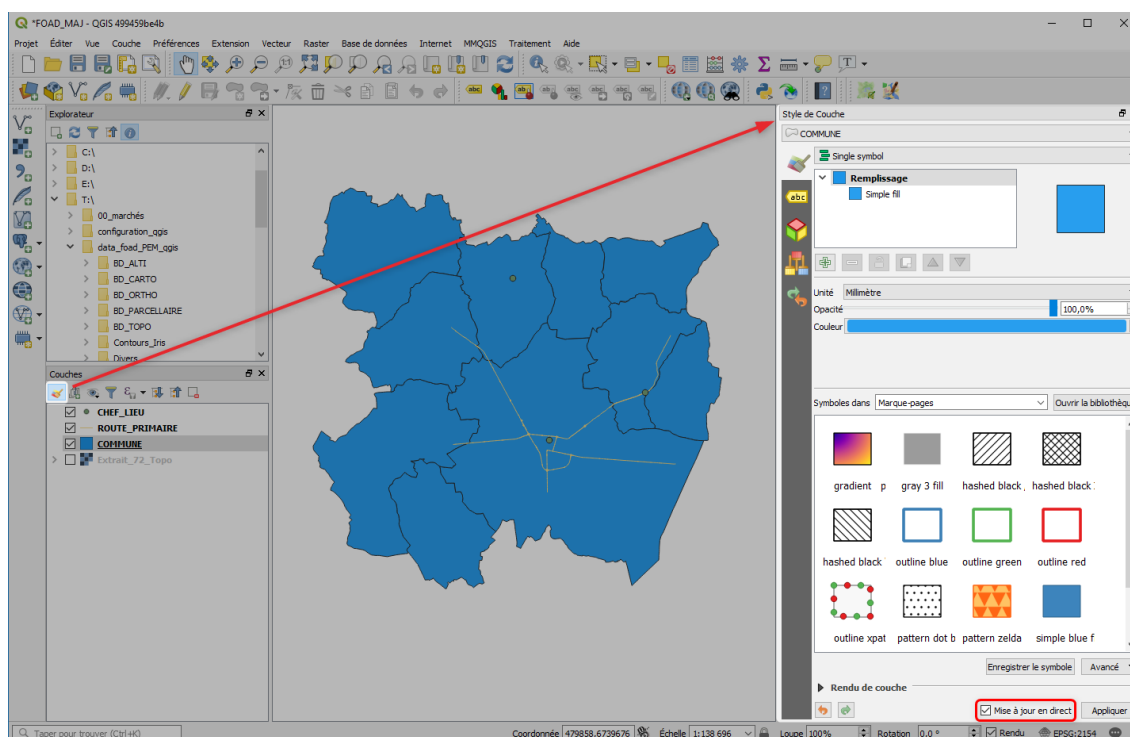 *FOAD_MAJ - QGIS 499459be4b
Projet Éditer Vue Couche Préférences Extension Vecteur Raster Base de données Internet MMQGIS Traitement Aide
Explorateur
C:\
D:\
E:\
T:\
00_marchés
configuration_qgis
data_foad_PEM_qgis
BD_ALTI
BD_CARTO
BD_ORTHO
BD_PARCELLAIRE
BD_TOPO
Contours_Iris
Divers
Couches
CHEF_LIEU
ROUTE_PRIMAIRE
COMMUNE
Extrait_72_Topo
Style de Couche
COMMUNE
Single symbol
Remplissage
Simple fill
abc
Unité Millimètre
Opacité 100,0%
Couleur
Symboles dans Marque-pages Ouvrir la bibliothèqu
gradient p gray 3 fill hashed black hashed black
hashed black outline blue outline green outline red
outline xpat pattern dot b pattern zelda simple blue f
Enregistrer le symbole Avancé
Rendu de couche
Mise à jour en direct Appliquer
Taper pour trouver (Ctrl+K) Coordonnée 479858.6739676 Échelle 1:138 696 Loupe 100% Rotation 0,0 ° Rendu EPSG:2154